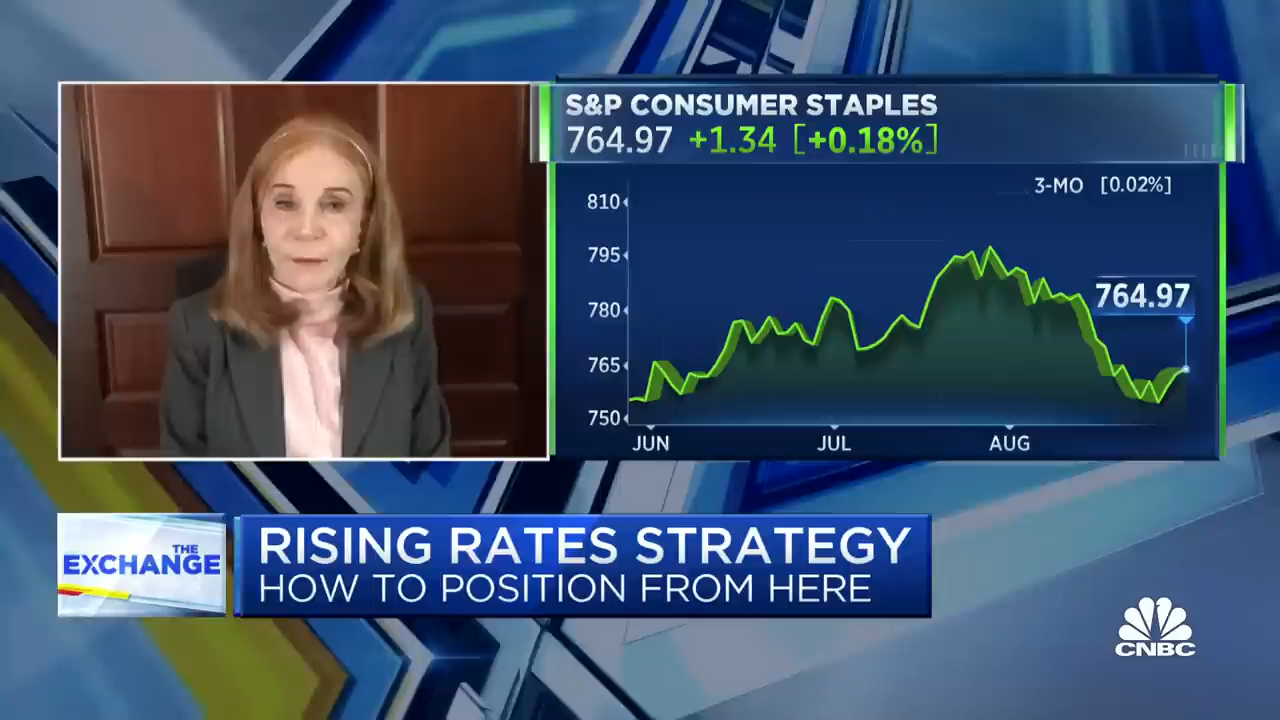 S&P CONSUMER STAPLES
764.97 +1.34 [+0.18%]
3-MO [0.02%]
810
795
780
765
750
764.97
JUN JUL AUG
THE
EXCHANGE
RISING RATES STRATEGY
HOW TO POSITION FROM HERE
CNBC